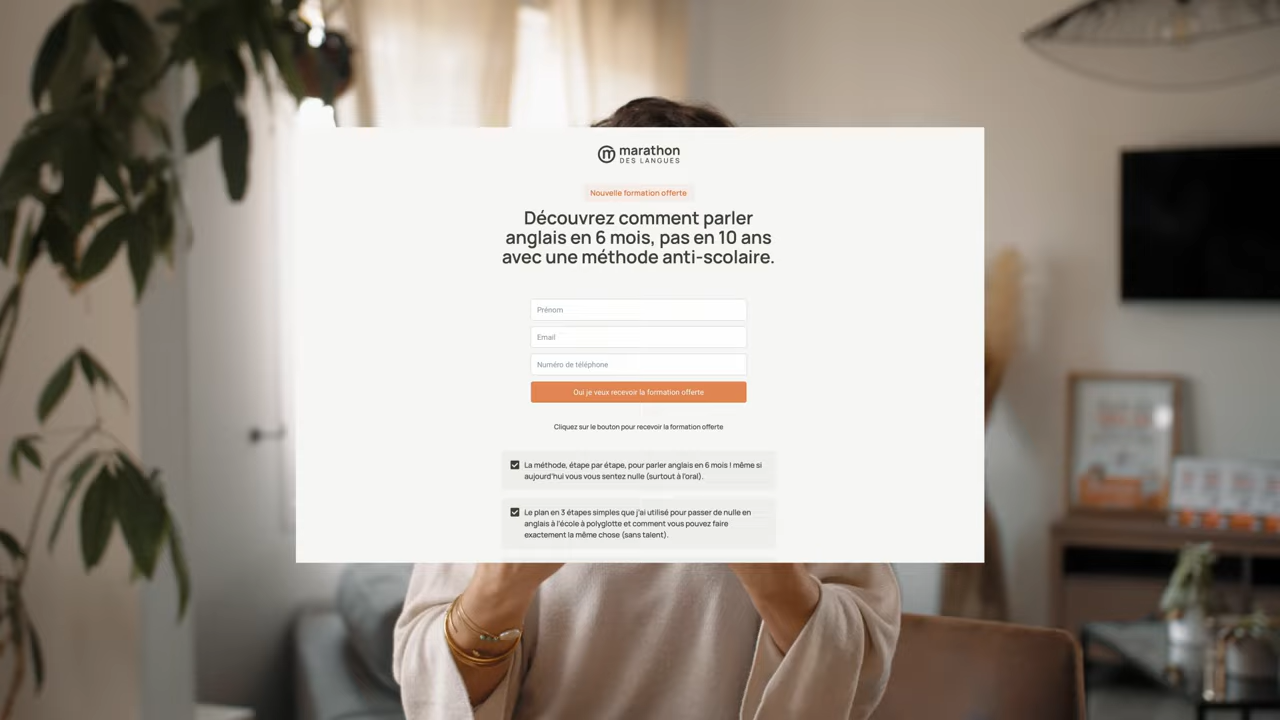 marathon
DES LANGUES
Nouvelle formation offerte
Découvrez comment parler
anglais en 6 mois, pas en 10 ans
avec une méthode anti-scolaire.
Prénom
Email
Numéro de téléphone
Oui je veux recevoir la formation offerte
Cliquez sur le bouton pour recevoir la formation offerte
La méthode, étape par étape, pour parler anglais en 6 mois ! même si
aujourd'hui vous vous sentez nulle (surtout à l'oral).
Le plan en 3 étapes simples que j'ai utilisé pour passer de nulle en
anglais à l'école à polyglotte et comment vous pouvez faire
exactement la même chose (sans talent).